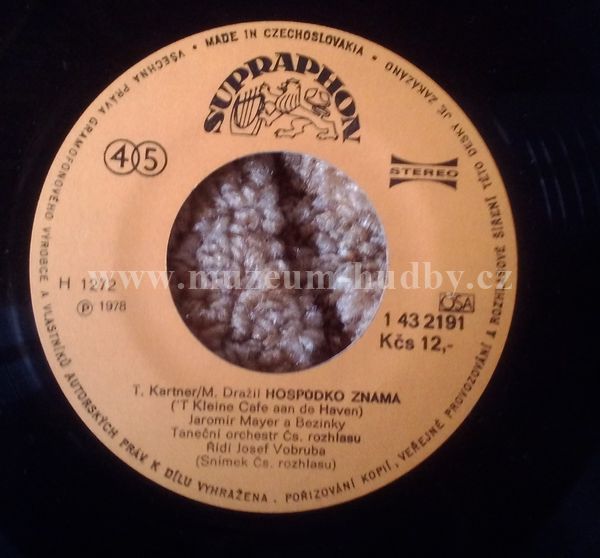 VŠECHNA PRÁVA GRAMOFONOVÉHO VÝROBCE A VLASTNÍKŮ AUTORSKÝCH PRÁV K DÍLU VYHRAŽENA. POŘIZOVÁNÍ KOPIÍ, VEŘEJNÉ PROVOZOVÁNÍ A ROZHLASOVÉ ŠÍŘENÍ TÉTO DESKY JE ZAKÁZÁNO
• MADE IN CZECHOSLOVAKIA •
SUPRAPHON
45
STEREO
www.muzeum-hudby.cz
H 1272
Ⓟ 1978
OSA
1 43 2191
Kčs 12,-
T. Kartner/M. Dražil HOSPŮDKO ZNÁMÁ
('T Kleine Cafe aan de Haven)
Jaromír Mayer a Bezinky
Taneční orchestr Čs. rozhlasu
Řídí Josef Vobruba
(Snímek Čs. rozhlasu)